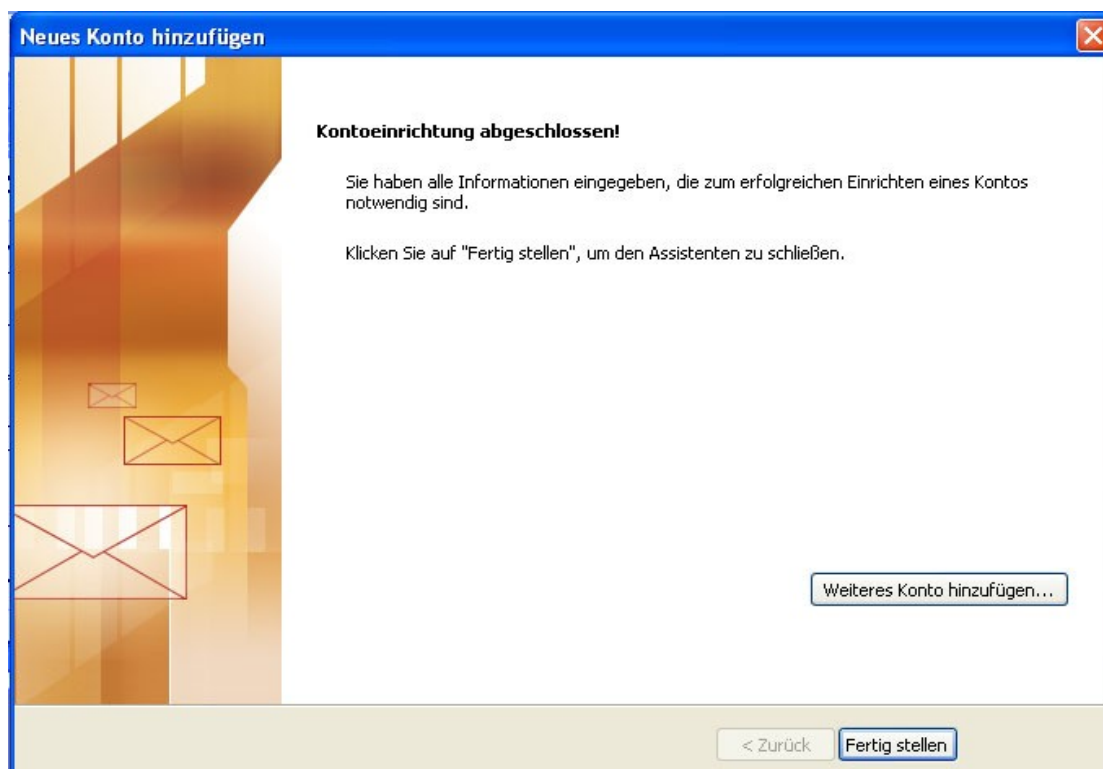 Neues Konto hinzufügen
Kontoeinrichtung abgeschlossen!
Sie haben alle Informationen eingegeben, die zum erfolgreichen Einrichten eines Kontos
notwendig sind.
Klicken Sie auf "Fertig stellen", um den Assistenten zu schließen.
Weiteres Konto hinzufügen...
< Zurück
Fertig stellen